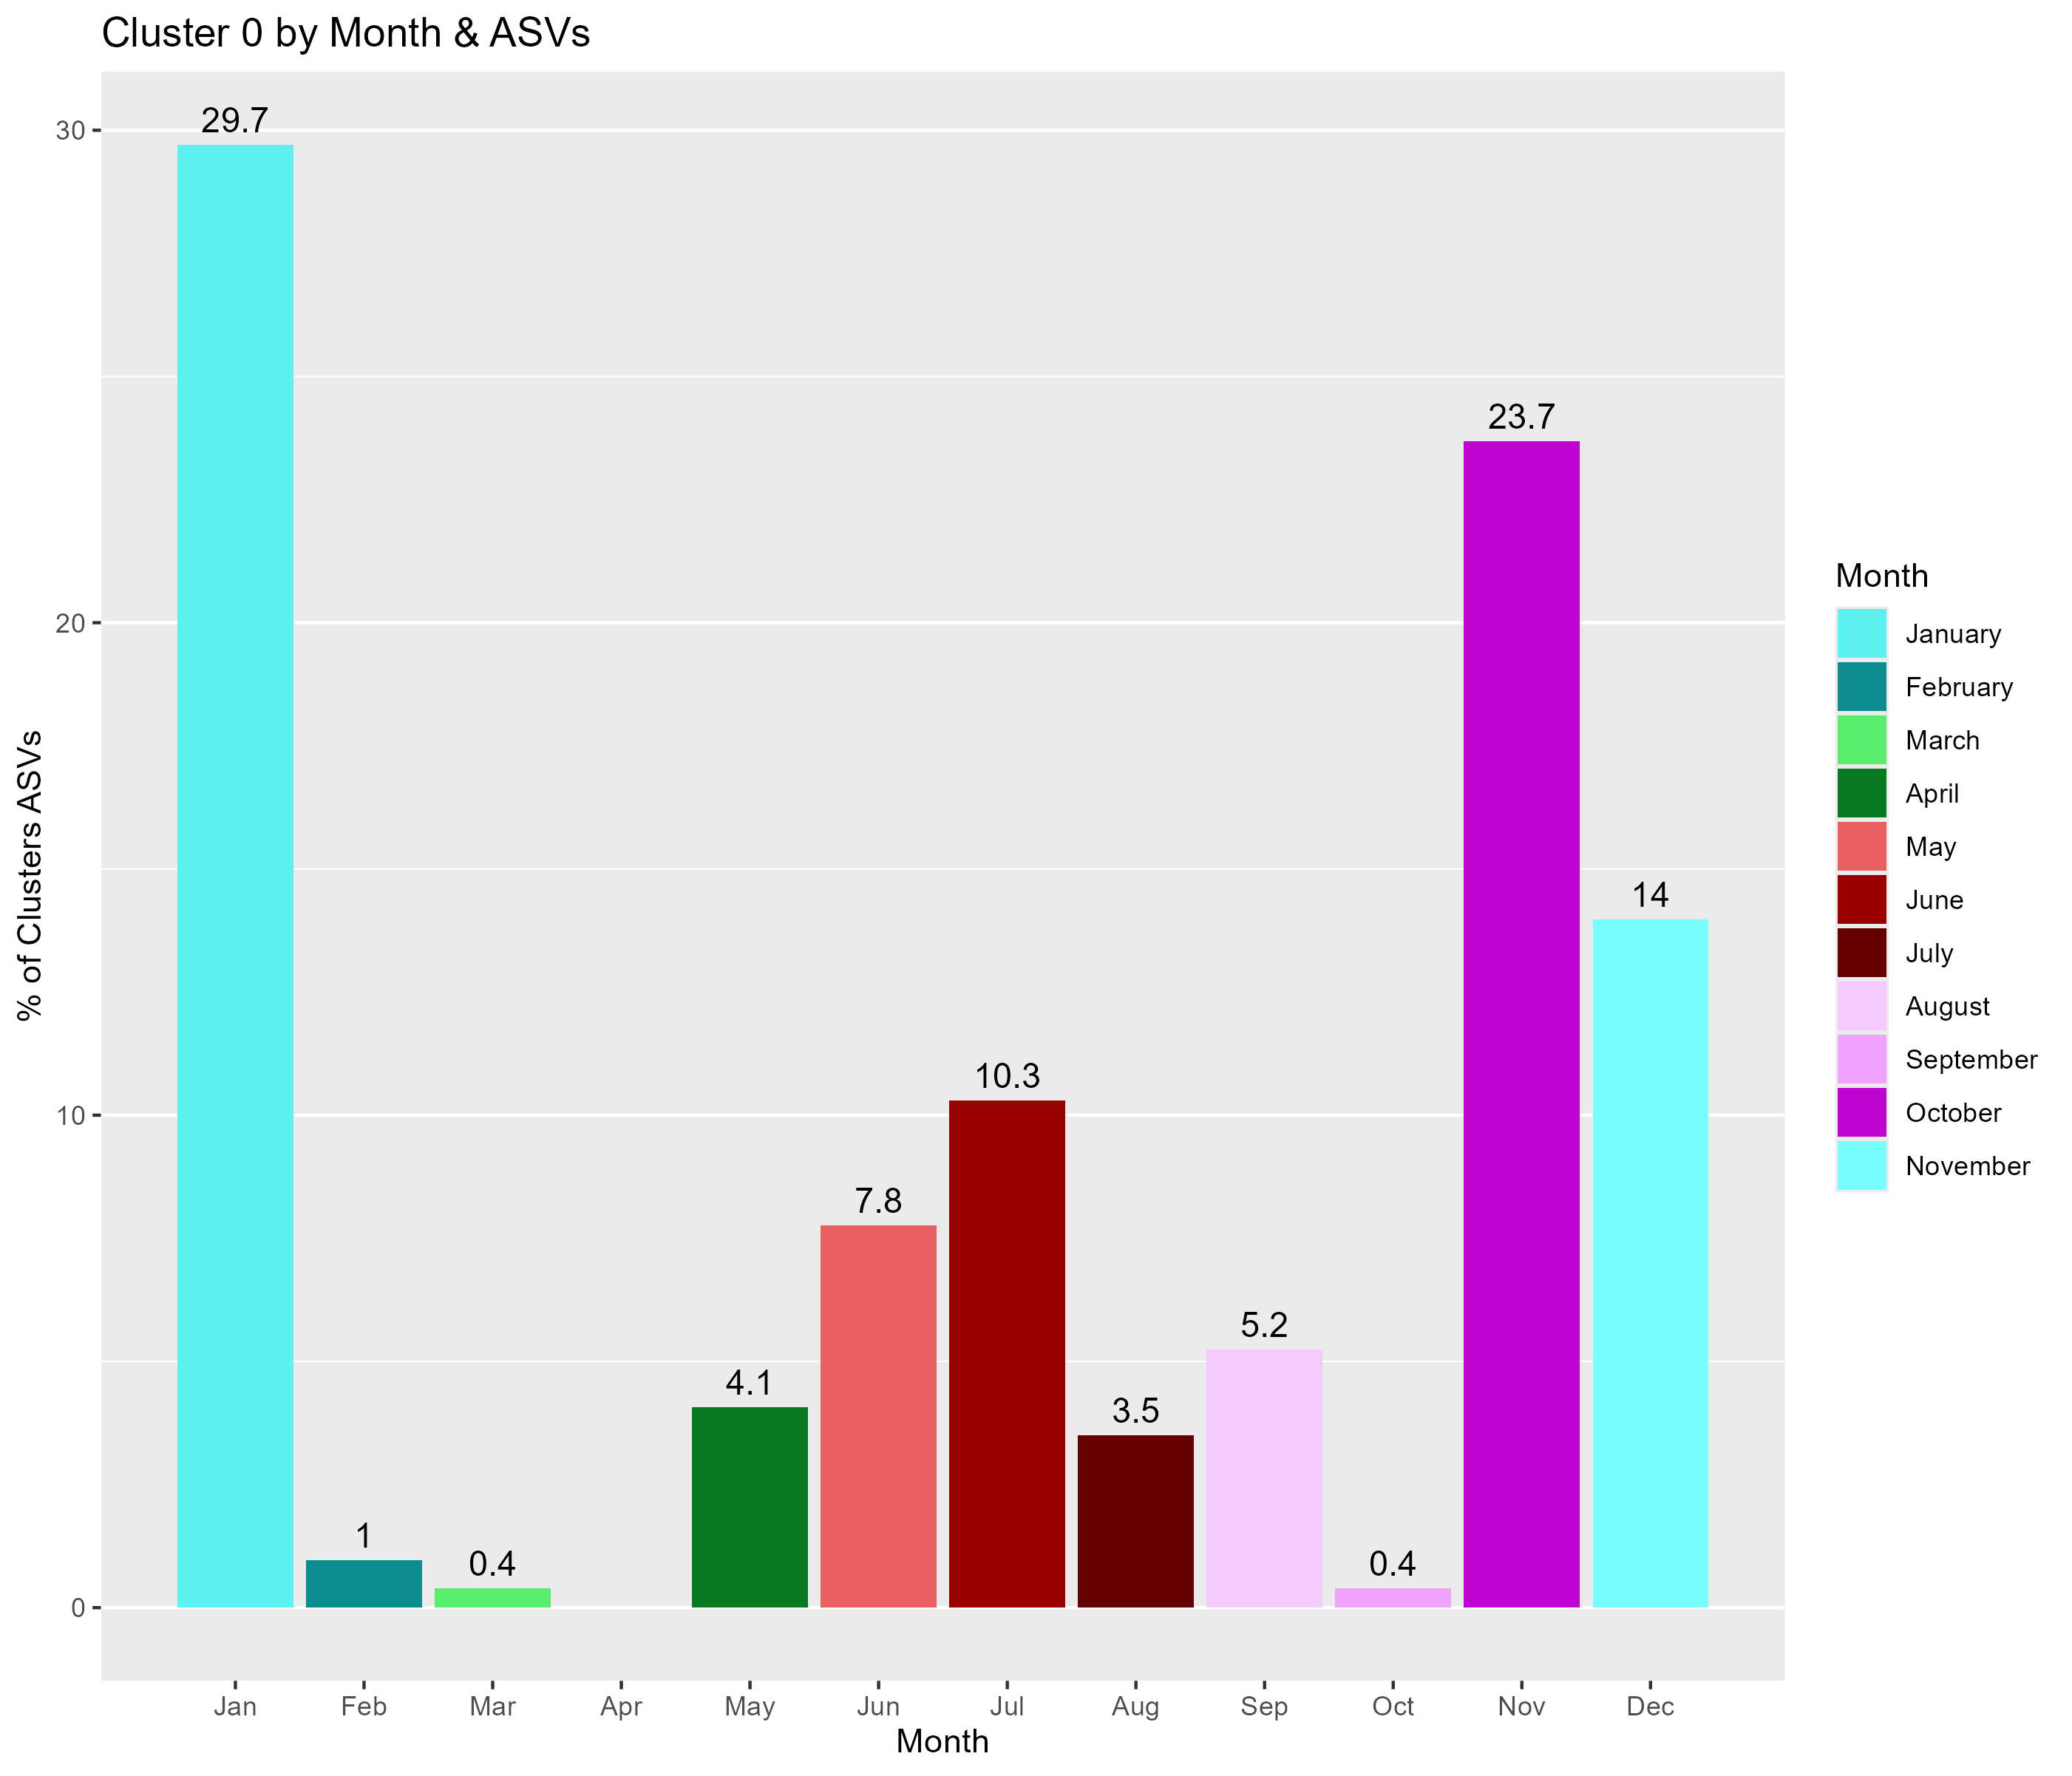 Cluster 0 by Month & ASVs
% of Clusters ASVs
30
20
10
0
29.7
1
0.4
4.1
7.8
10.3
3.5
5.2
0.4
23.7
14
Jan Feb Mar Apr May Jun Jul Aug Sep Oct Nov Dec
Month
Month
January
February
March
April
May
June
July
August
September
October
November